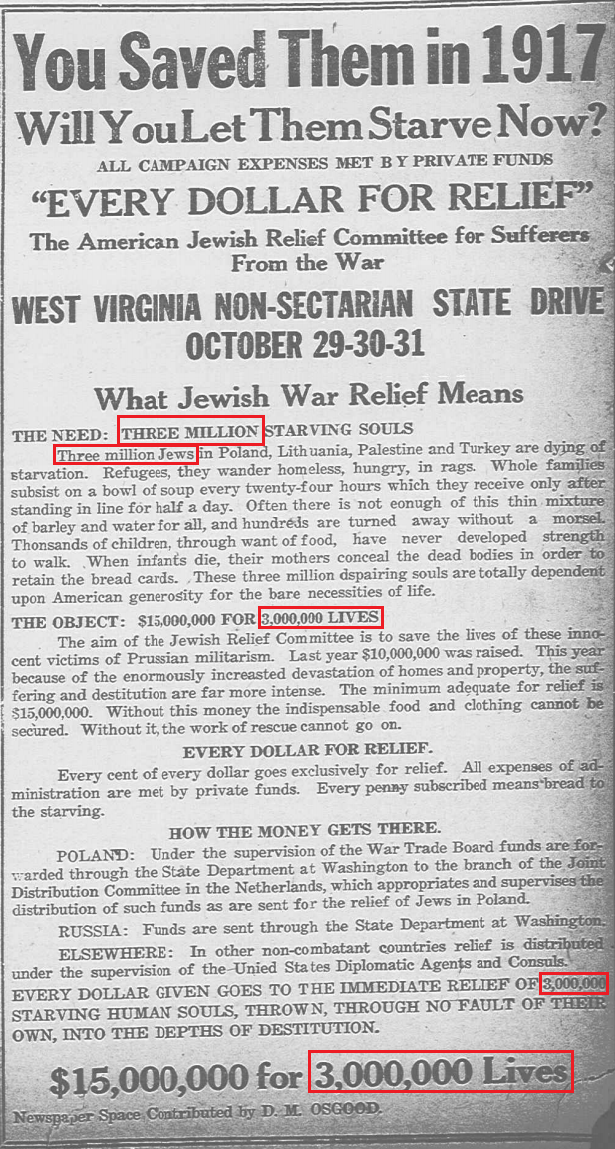 You Saved Them in 1917
Will You Let Them Starve Now?
ALL CAMPAIGN EXPENSES MET BY PRIVATE FUNDS
"EVERY DOLLAR FOR RELIEF"
The American Jewish Relief Committee for Sufferers
From the War
WEST VIRGINIA NON-SECTARIAN STATE DRIVE
OCTOBER 29-30-31
What Jewish War Relief Means
THE NEED: THREE MILLION STARVING SOULS
Three million Jews in Poland, Lithuania, Palestine and Turkey are dying of
starvation. Refugees, they wander homeless, hungry, in rags. Whole families
subsist on a bowl of soup every twenty-four hours which they receive only after
standing in line for half a day. Often there is not eonugh of this thin mixture
of barley and water for all, and hundreds are turned away without a morsel.
Thonsands of children, through want of food, have never developed strength
to walk. When infants die, their mothers conceal the dead bodies in order to
retain the bread cards. These three million dspairing souls are totally dependent
upon American generosity for the bare necessities of life.
THE OBJECT: $15,000,000 FOR 3,000,000 LIVES
The aim of the Jewish Relief Committee is to save the lives of these inno-
cent victims of Prussian militarism. Last year $10,000,000 was raised. This year
because of the enormously increasted devastation of homes and property, the suf-
fering and destitution are far more intense. The minimum adequate for relief is
$15,000,000. Without this money the indispensable food and clothing cannot be
secured. Without it, the work of rescue cannot go on.
EVERY DOLLAR FOR RELIEF.
Every cent of every dollar goes exclusively for relief. All expenses of ad-
ministration are met by private funds. Every penny subscribed means bread to
the starving.
HOW THE MONEY GETS THERE.
POLAND: Under the supervision of the War Trade Board funds are for-
warded through the State Department at Washington to the branch of the Joint
Distribution Committee in the Netherlands, which appropriates and supervises the
distribution of such funds as are sent for the relief of Jews in Poland.
RUSSIA: Funds are sent through the State Department at Washington.
ELSEWHERE: In other non-combatant countries relief is distributed
under the supervision of the Unied States Diplomatic Agents and Consuls.
EVERY DOLLAR GIVEN GOES TO THE IMMEDIATE RELIEF OF 3,000,000
STARVING HUMAN SOULS, THROWN, THROUGH NO FAULT OF THEIR
OWN, INTO THE DEPTHS OF DESTITUTION.
$15,000,000 for 3,000,000 Lives
Newspaper Space Contributed by D. M. OSGOOD.